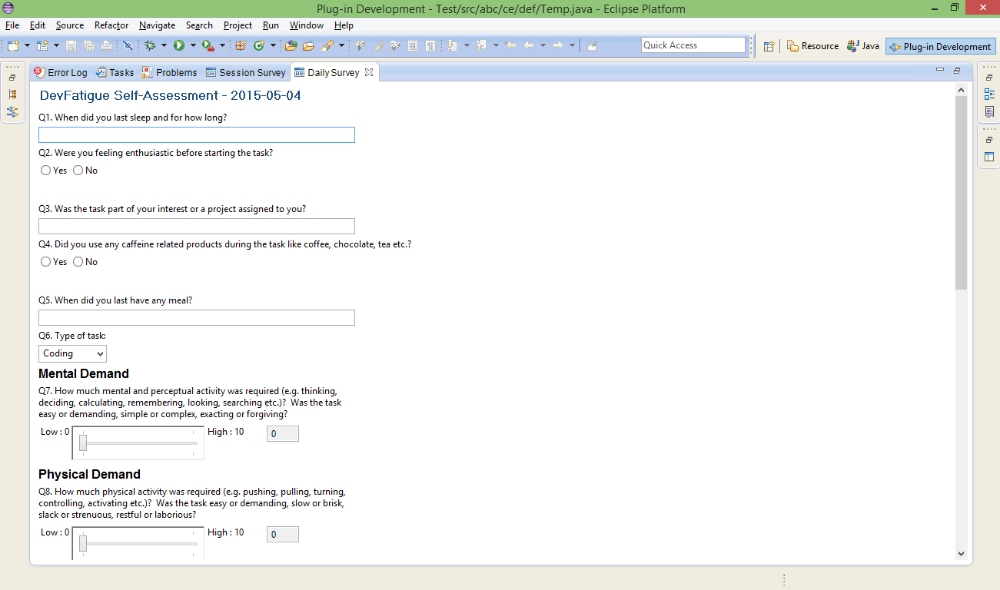 Plug-in Development - Test/src/abc/ce/def/Temp.java - Eclipse Platform
File Edit Source Refactor Navigate Search Project Run Window Help
Quick Access
Resource
Java
Plug-in Development
Error Log
Tasks
Problems
Session Survey
Daily Survey
DevFatigue Self-Assessment - 2015-05-04
Q1. When did you last sleep and for how long?
Q2. Were you feeling enthusiastic before starting the task?
Yes No
Q3. Was the task part of your interest or a project assigned to you?
Q4. Did you use any caffeine related products during the task like coffee, chocolate, tea etc.?
Yes No
Q5. When did you last have any meal?
Q6. Type of task:
Coding
Mental Demand
Q7. How much mental and perceptual activity was required (e.g. thinking,
deciding, calculating, remembering, looking, searching etc.)? Was the task
easy or demanding, simple or complex, exacting or forgiving?
Low : 0 High : 10 0
Physical Demand
Q8. How much physical activity was required (e.g. pushing, pulling, turning,
controlling, activating etc.)? Was the task easy or demanding, slow or brisk,
slack or strenuous, restful or laborious?
Low : 0 High : 10 0